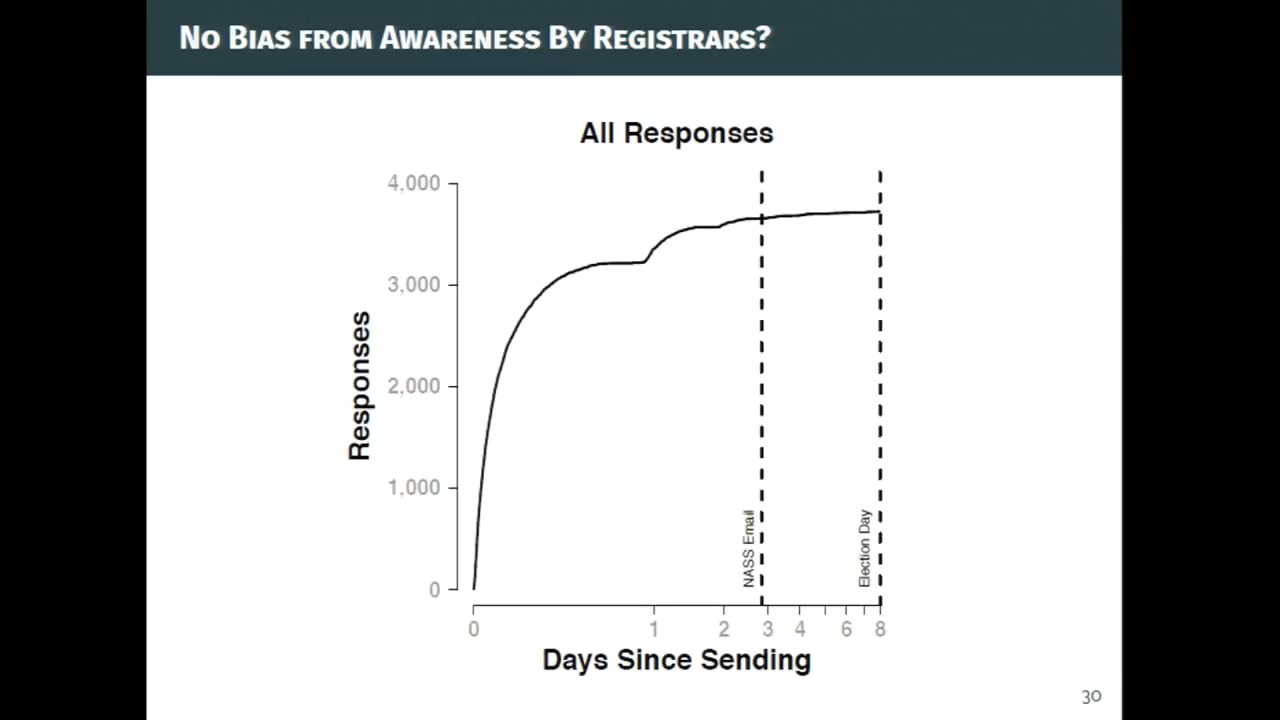 No Bias from Awareness By Registrars?
All Responses
4,000
3,000
2,000
1,000
0
Responses
NASS Email
Election Day
0 1 2 3 4 6 8
Days Since Sending
30